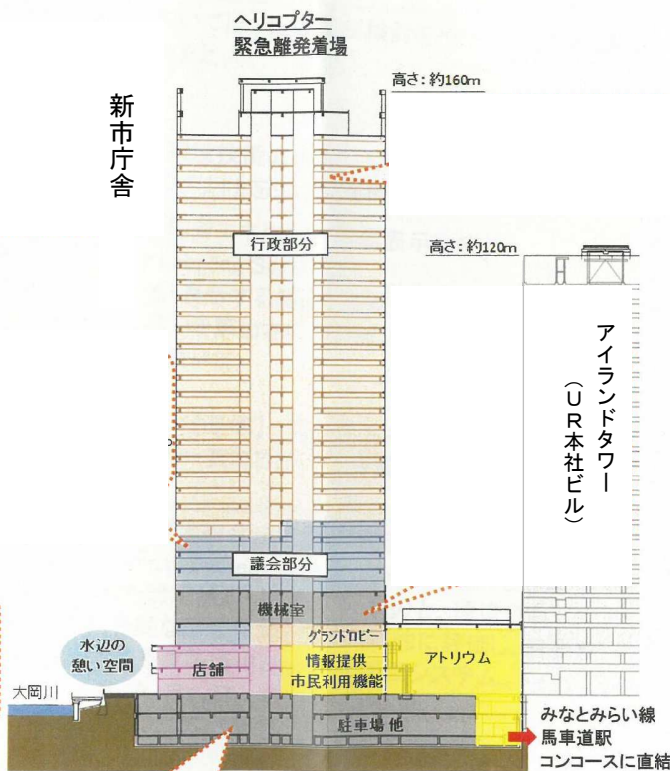 ヘリコプター
緊急離発着場
高さ:約160m
新市庁舎
行政部分
高さ:約120m
アイランドタワー
(UR本社ビル)
議会部分
機械室
グランドロビー
水辺の
憩い空間
店舗
情報提供
市民利用機能
アトリウム
大岡川
駐車場他
みなとみらい線
馬車道駅
コンコースに直結